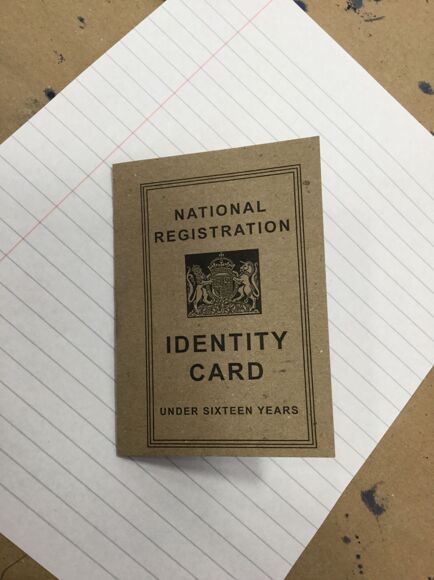 NATIONAL
REGISTRATION
IDENTITY
CARD
UNDER SIXTEEN YEARS